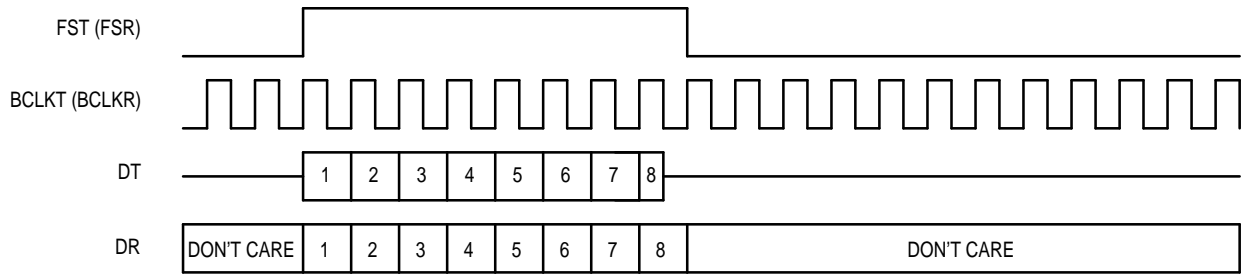 FST (FSR)
BCLKT (BCLKR)
DT
1 2 3 4 5 6 7 8
DR
DON'T CARE 1 2 3 4 5 6 7 8 DON'T CARE